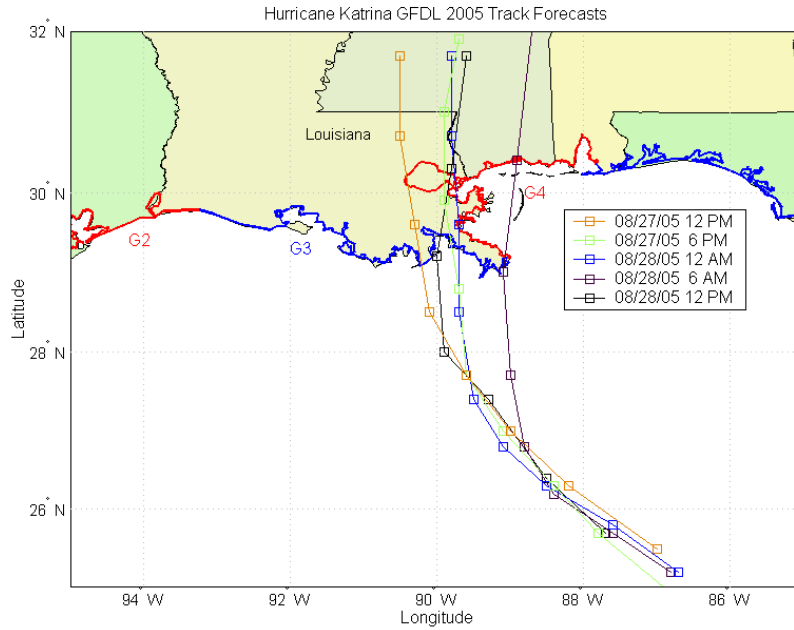 Hurricane Katrina GFDL 2005 Track Forecasts
32° N
Louisiana
30° N
G4
G2
G3
08/27/05 12 PM
08/27/05 6 PM
08/28/05 12 AM
08/28/05 6 AM
08/28/05 12 PM
Latitude
28° N
26° N
94 W
92 W
90 W
88 W
86 W
Longitude